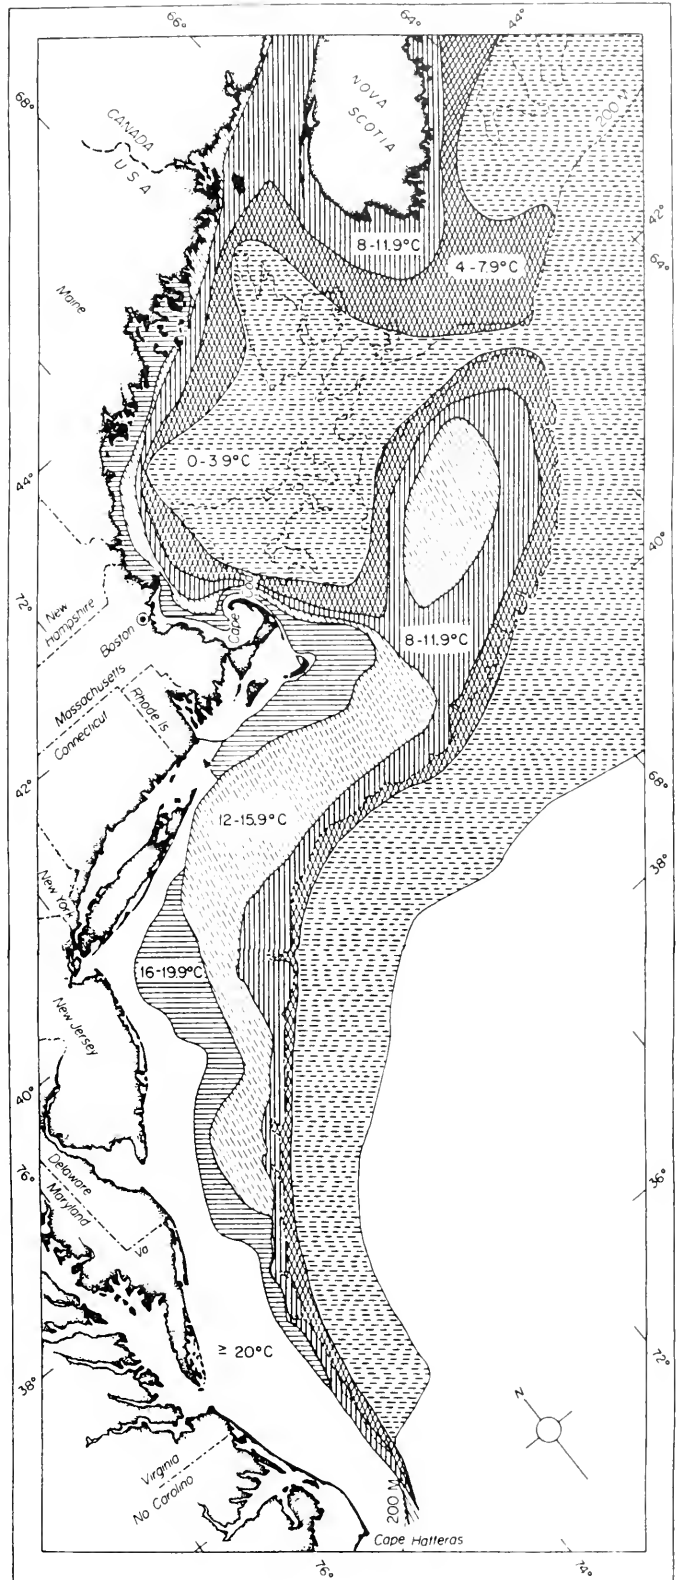 66°
64°
44°
68°
CANADA
U.S.A
NOVA
SCOTIA
200 M
42°
64°
8-11.9°C
4-7.9°C
Maine
0-3.9°C
44°
40°
72°
New
Hampshire
Boston
Cape
8-11.9°C
Massachusetts
Rhode Is
Connecticut
68°
42°
12-15.9°C
38°
New York
16-19.9°C
New Jersey
40°
76°
Delaware
Maryland
Va
36°
≥ 20°C
72°
38°
N
Virginia
No Carolina
200 M
Cape Hatteras
76°
74°